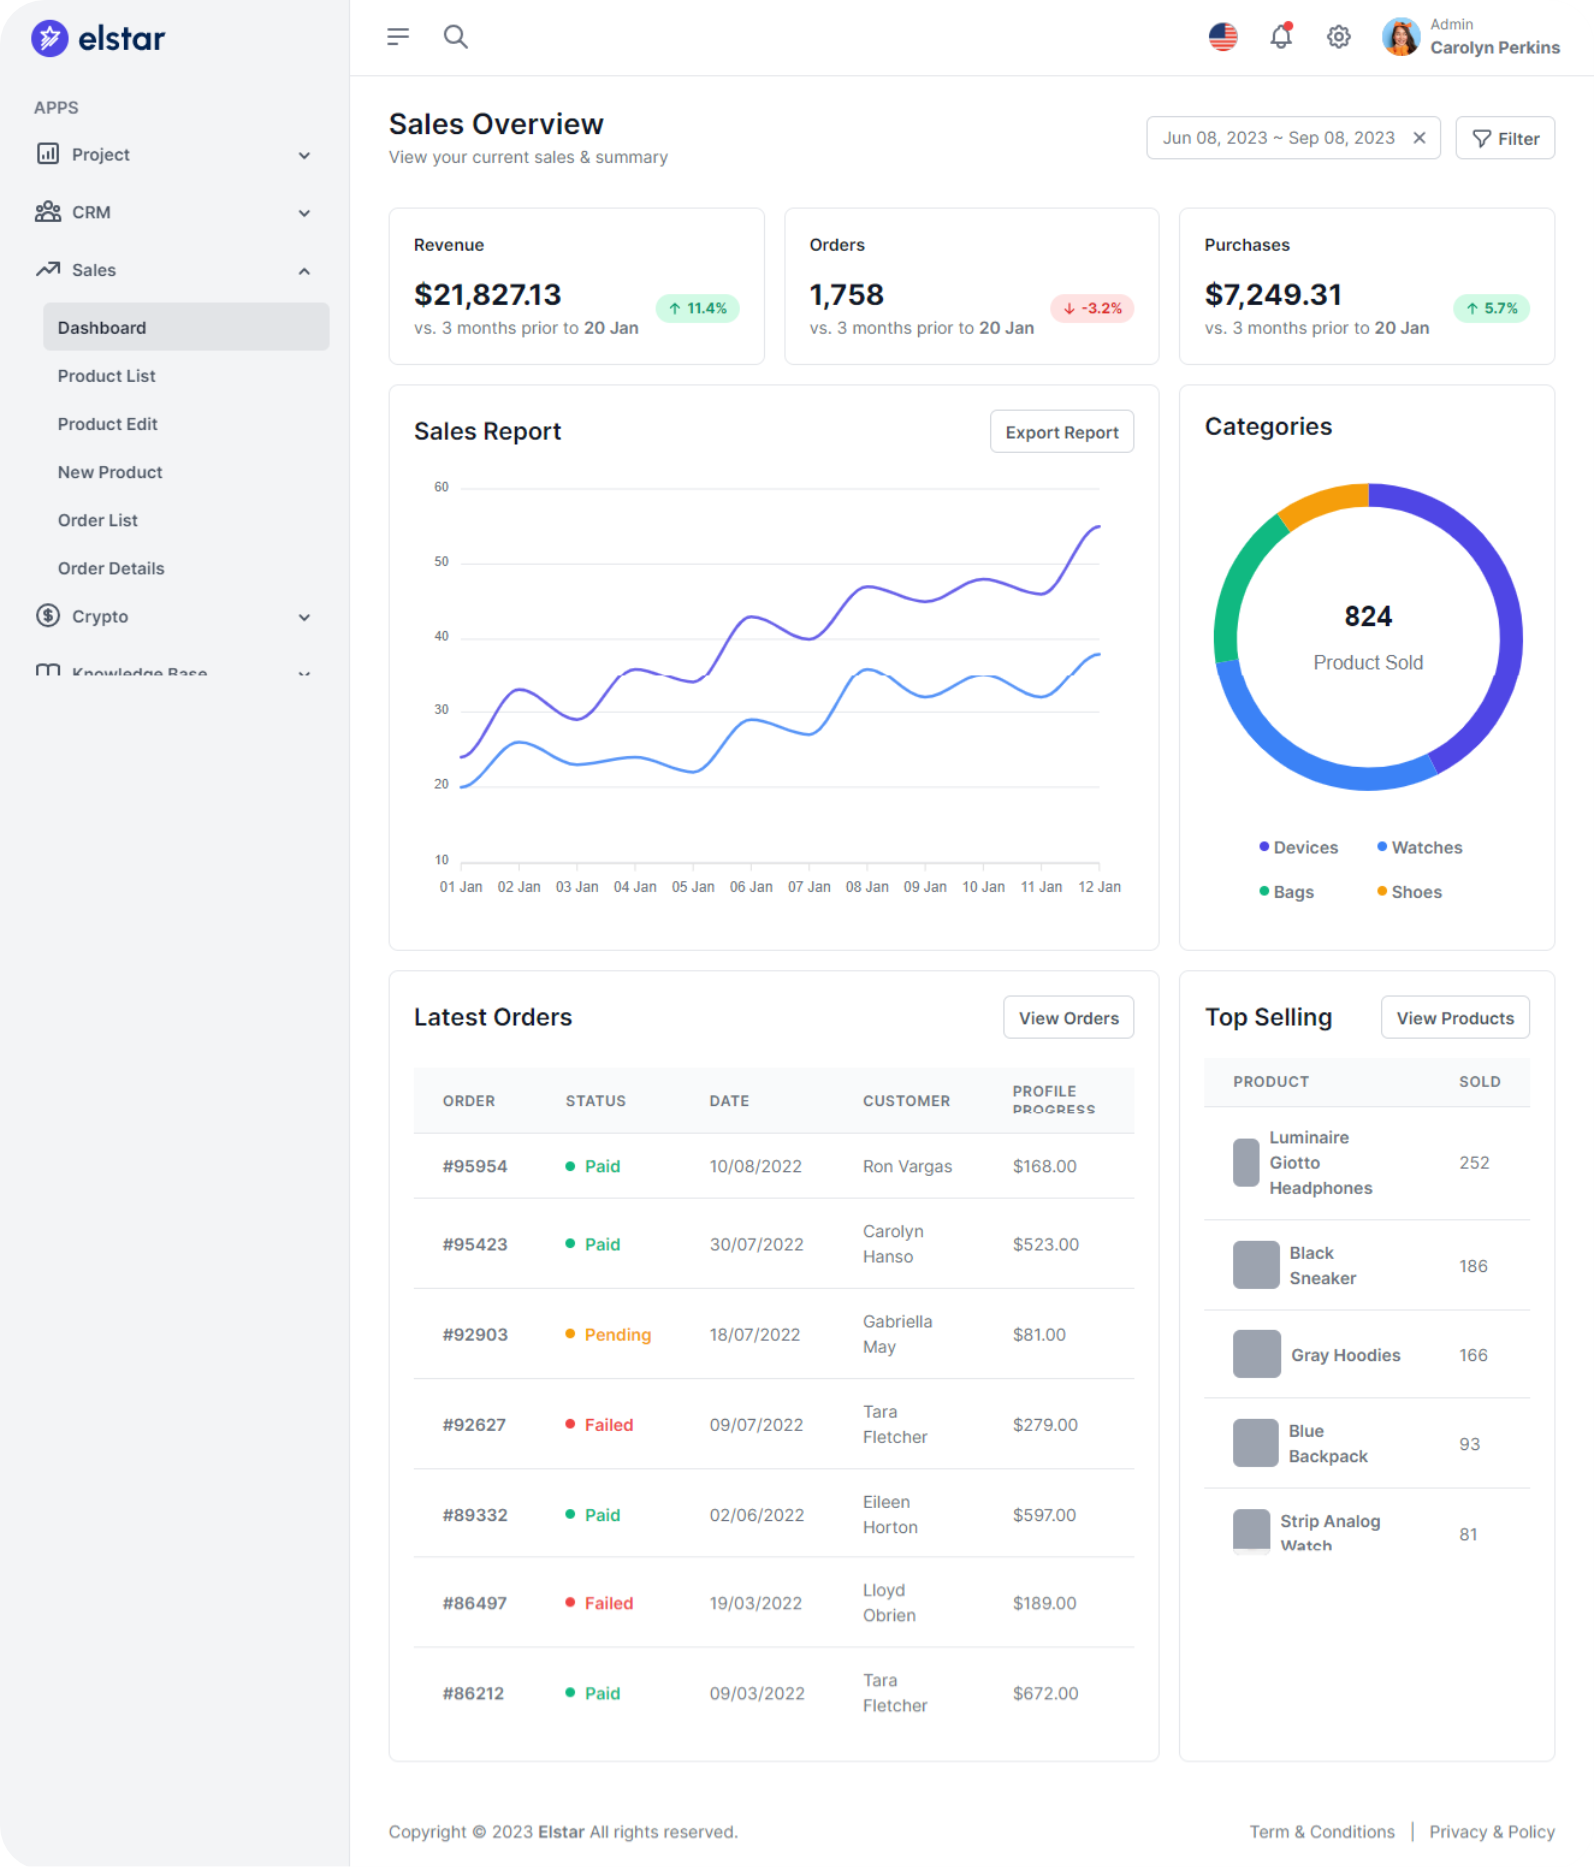 elstar
Admin
Carolyn Perkins
APPS
Project
CRM
Sales
Dashboard
Product List
Product Edit
New Product
Order List
Order Details
Crypto
Knowledge Base
Sales Overview
View your current sales & summary
Jun 08, 2023 ~ Sep 08, 2023
Filter
Revenue
$21,827.13
vs. 3 months prior to 20 Jan
↑ 11.4%
Orders
1,758
vs. 3 months prior to 20 Jan
↓ -3.2%
Purchases
$7,249.31
vs. 3 months prior to 20 Jan
↑ 5.7%
Sales Report
Export Report
60
50
40
30
20
10
01 Jan 02 Jan 03 Jan 04 Jan 05 Jan 06 Jan 07 Jan 08 Jan 09 Jan 10 Jan 11 Jan 12 Jan
Categories
824
Product Sold
Devices Watches
Bags Shoes
Latest Orders
View Orders
ORDER STATUS DATE CUSTOMER PROFILE
PROGRESS
#95954 Paid 10/08/2022 Ron Vargas $168.00
#95423 Paid 30/07/2022 Carolyn
Hanso $523.00
#92903 Pending 18/07/2022 Gabriella
May $81.00
#92627 Failed 09/07/2022 Tara
Fletcher $279.00
#89332 Paid 02/06/2022 Eileen
Horton $597.00
#86497 Failed 19/03/2022 Lloyd
Obrien $189.00
#86212 Paid 09/03/2022 Tara
Fletcher $672.00
Top Selling
View Products
PRODUCT SOLD
Luminaire
Giotto
Headphones 252
Black
Sneaker 186
Gray Hoodies 166
Blue
Backpack 93
Strip Analog
Watch 81
Copyright © 2023 Elstar All rights reserved.
Term & Conditions | Privacy & Policy